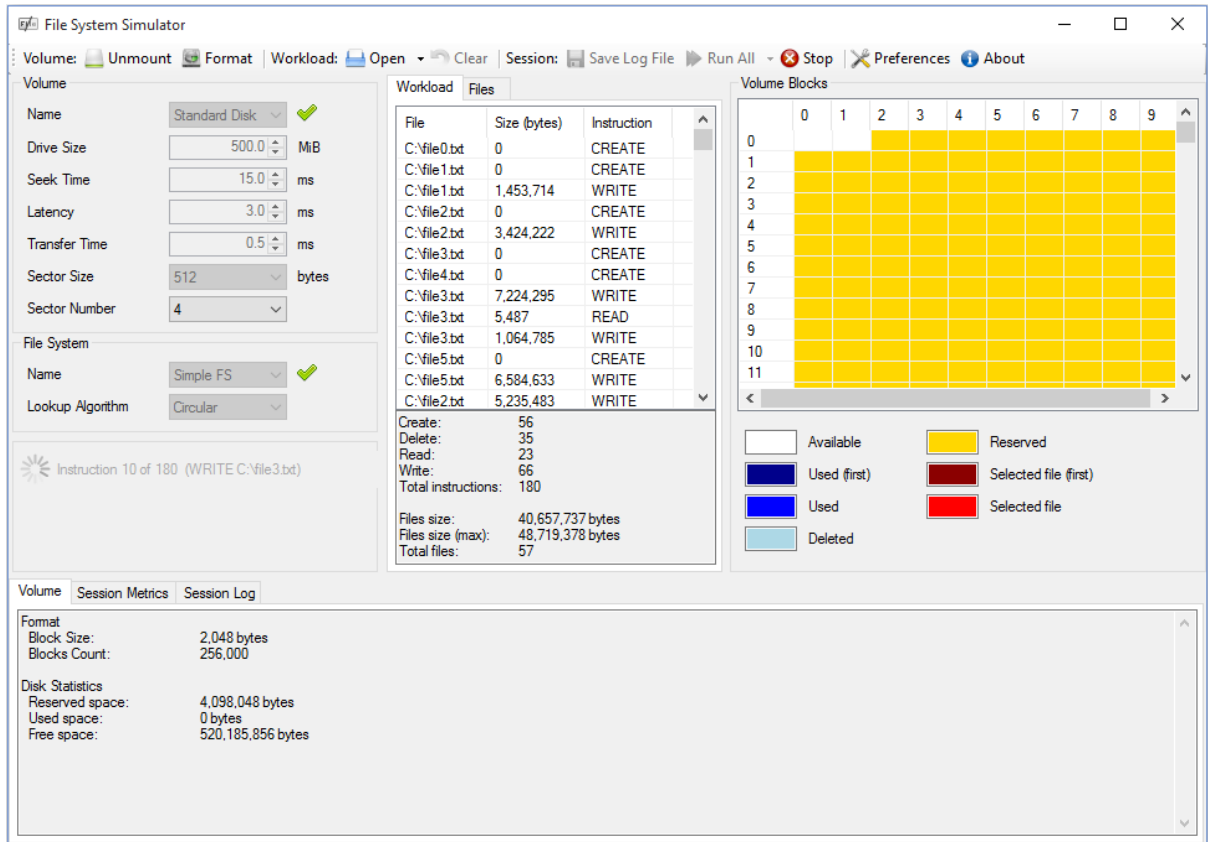 File System Simulator
Volume: Unmount Format Workload: Open Clear Session: Save Log File Run All Stop Preferences About
Volume
Name Standard Disk
Drive Size 500.0 MiB
Seek Time 15.0 ms
Latency 3.0 ms
Transfer Time 0.5 ms
Sector Size 512 bytes
Sector Number 4
File System
Name Simple FS
Lookup Algorithm Circular
Instruction 10 of 180 (WRITE C:\file3.txt)
Workload Files
File Size (bytes) Instruction
C:\file0.txt 0 CREATE
C:\file1.txt 0 CREATE
C:\file1.txt 1,453,714 WRITE
C:\file2.txt 0 CREATE
C:\file2.txt 3,424,222 WRITE
C:\file3.txt 0 CREATE
C:\file4.txt 0 CREATE
C:\file3.txt 7,224,295 WRITE
C:\file3.txt 5,487 READ
C:\file3.txt 1,064,785 WRITE
C:\file5.txt 0 CREATE
C:\file5.txt 6,584,633 WRITE
C:\file2.txt 5,235,483 WRITE
Create: 56
Delete: 35
Read: 23
Write: 66
Total instructions: 180
Files size: 40,657,737 bytes
Files size (max): 48,719,378 bytes
Total files: 57
Volume Blocks
0 1 2 3 4 5 6 7 8 9
0
1
2
3
4
5
6
7
8
9
10
11
Available Reserved
Used (first) Selected file (first)
Used Selected file
Deleted
Volume Session Metrics Session Log
Format
Block Size: 2,048 bytes
Blocks Count: 256,000
Disk Statistics
Reserved space: 4,098,048 bytes
Used space: 0 bytes
Free space: 520,185,856 bytes